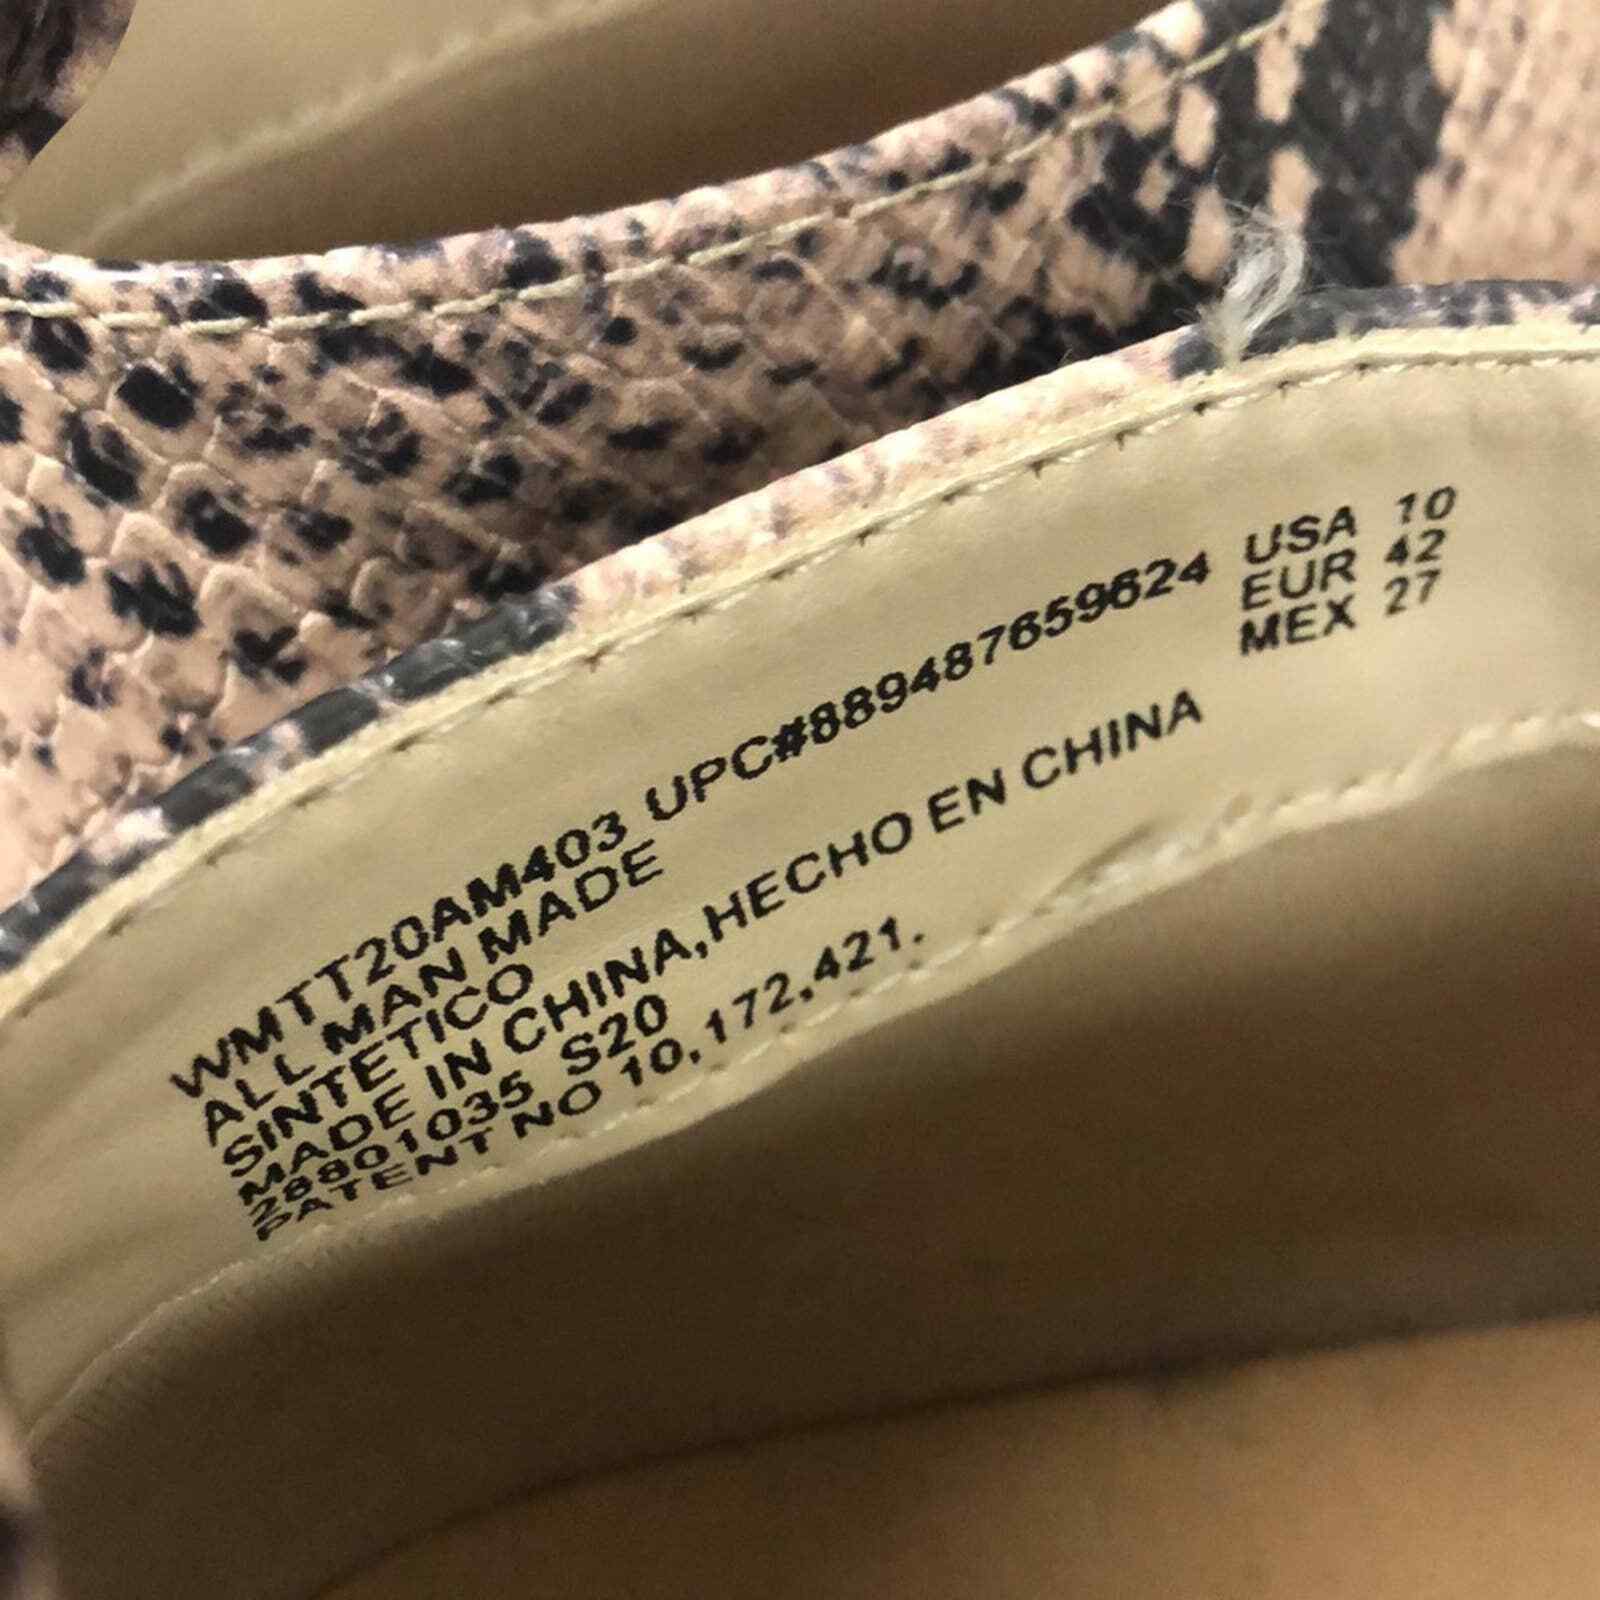 WMTT20AM403 UPC#889487659624 USA 10
EUR 42
MEX 27
ALL MAN MADE
SINTETICO
MADE IN CHINA,HECHO EN CHINA
28801035 S20
PATENT NO 10,172,421.